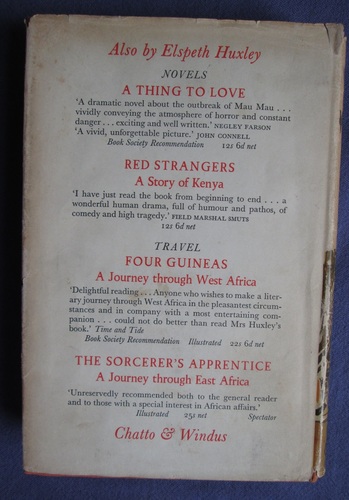 Also by Elspeth Huxley
NOVELS
A THING TO LOVE
‘A dramatic novel about the outbreak of Mau Mau . . .
vividly conveying the atmosphere of horror and constant
danger . . . exciting and well written.’ NEGLEY FARSON
‘A vivid, unforgettable picture.’ JOHN CONNELL
Book Society Recommendation 12s 6d net
RED STRANGERS
A Story of Kenya
‘I have just read the book from beginning to end . . . a
wonderful human drama, full of humour and pathos, of
comedy and high tragedy.’ FIELD MARSHAL SMUTS
12s 6d net
TRAVEL
FOUR GUINEAS
A Journey through West Africa
‘Delightful reading . . . Anyone who wishes to make a liter-
ary journey through West Africa in the pleasantest circum-
stances and in company with a most entertaining com-
panion . . . could not do better than read Mrs Huxley’s
book.’ Time and Tide
Book Society Recommendation Illustrated 22s 6d net
THE SORCERER’S APPRENTICE
A Journey through East Africa
‘Unreservedly recommended both to the general reader
and to those with a special interest in African affairs.’
Illustrated 25s net Spectator
Chatto & Windus